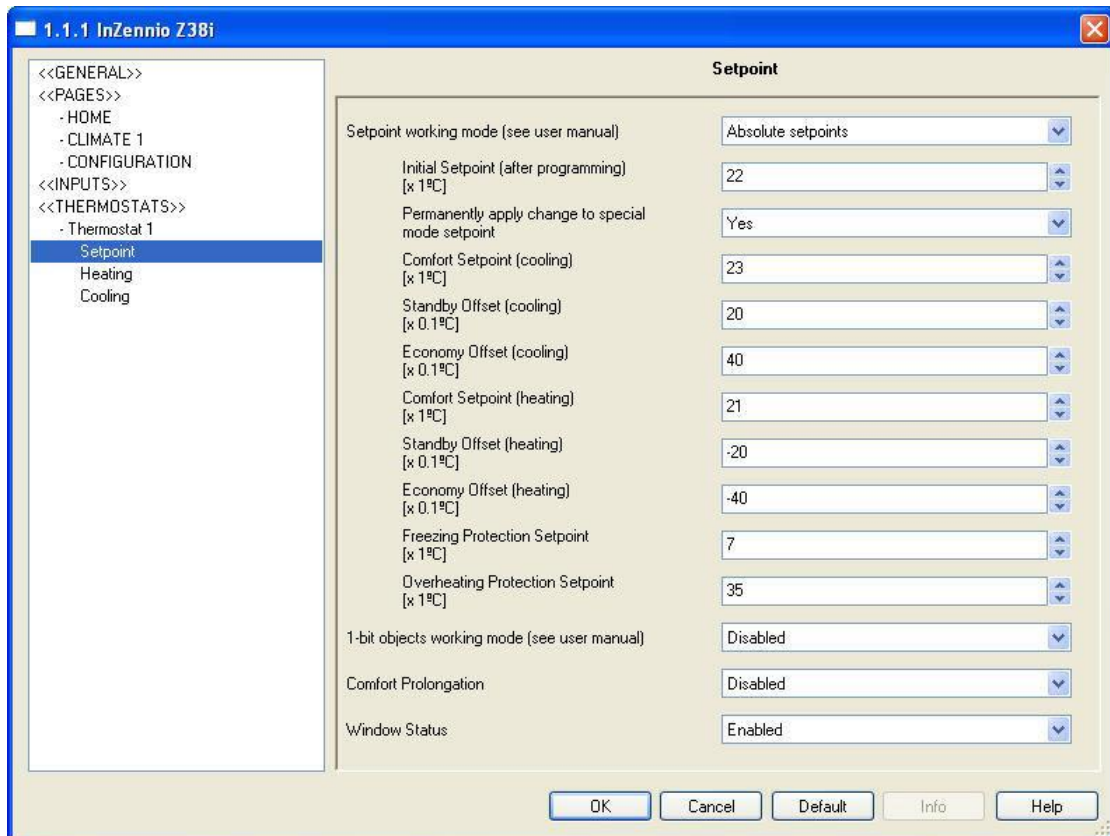 1.1.1 InZennio Z38i
<<GENERAL>>
<<PAGES>>
- HOME
- CLIMATE 1
- CONFIGURATION
<<INPUTS>>
<<THERMOSTATS>>
- Thermostat 1
Setpoint
Heating
Cooling
Setpoint
Setpoint working mode (see user manual) Absolute setpoints
Initial Setpoint (after programming)
[x 1ºC] 22
Permanently apply change to special
mode setpoint Yes
Comfort Setpoint (cooling)
[x 1ºC] 23
Standby Offset (cooling)
[x 0.1ºC] 20
Economy Offset (cooling)
[x 0.1ºC] 40
Comfort Setpoint (heating)
[x 1ºC] 21
Standby Offset (heating)
[x 0.1ºC] -20
Economy Offset (heating)
[x 0.1ºC] -40
Freezing Protection Setpoint
[x 1ºC] 7
Overheating Protection Setpoint
[x 1ºC] 35
1-bit objects working mode (see user manual) Disabled
Comfort Prolongation Disabled
Window Status Enabled
OK Cancel Default Info Help